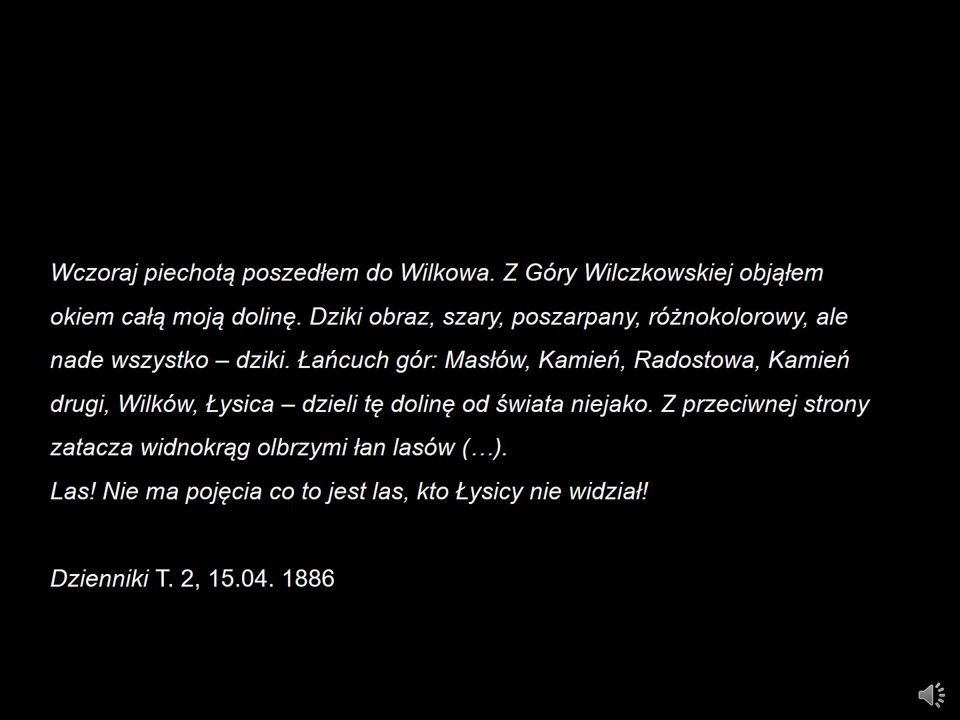 Wczoraj piechotą poszedłem do Wilkowa. Z Góry Wilczkowskiej objąłem
okiem całą moją dolinę. Dziki obraz, szary, poszarpany, różnokolorowy, ale
nade wszystko – dziki. Łańcuch gór: Masłów, Kamień, Radostowa, Kamień
drugi, Wilków, Łysica – dzieli tę dolinę od świata niejako. Z przeciwnej strony
zatacza widnokrąg olbrzymi łan lasów (…).
Las! Nie ma pojęcia co to jest las, kto Łysicy nie widział!
Dzienniki T. 2, 15.04. 1886